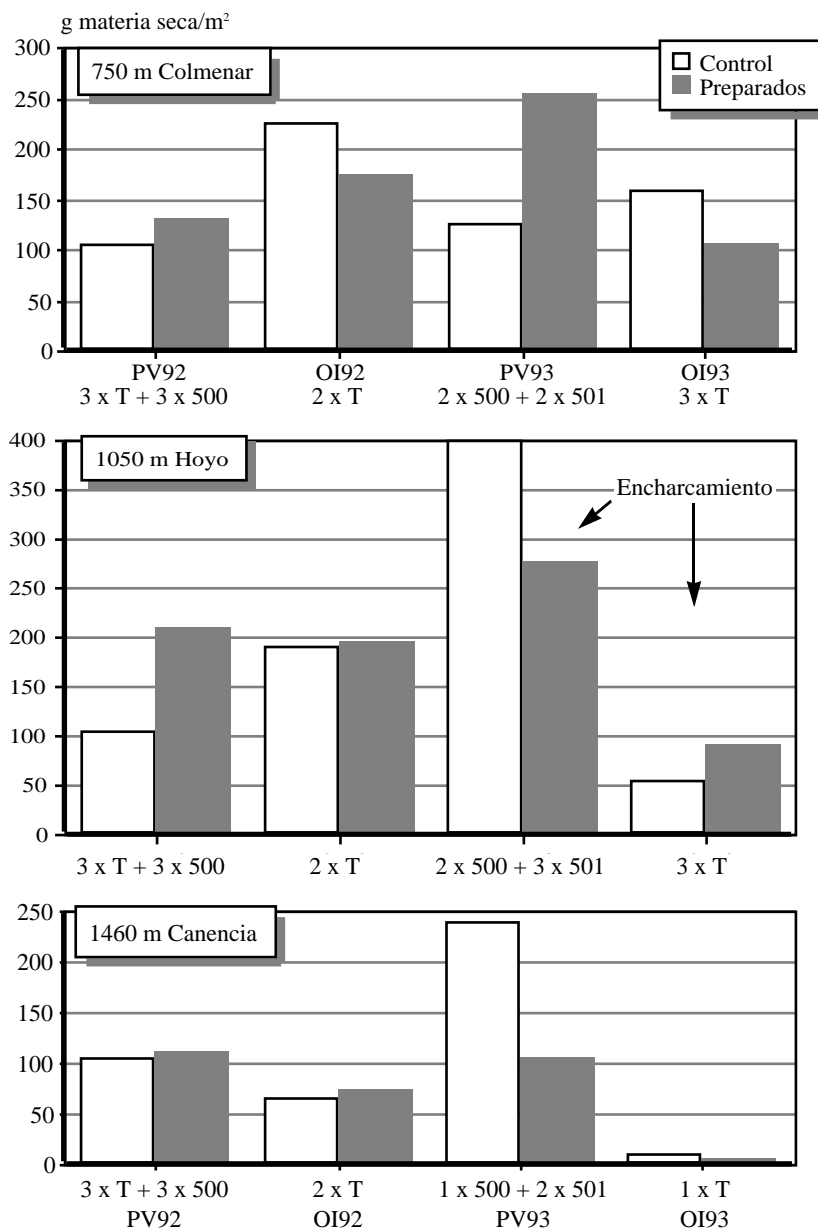 g materia seca/m²
300
750 m Colmenar
Control
Preparados
250
200
150
100
50
0
PV92 OI92 PV93 OI93
3 x T + 3 x 500 2 x T 2 x 500 + 2 x 501 3 x T
400
1050 m Hoyo
350
Encharcamiento
300
250
200
150
100
50
0
3 x T + 3 x 500 2 x T 2 x 500 + 3 x 501 3 x T
250
1460 m Canencia
200
150
100
50
0
3 x T + 3 x 500 2 x T 1 x 500 + 2 x 501 1 x T
PV92 OI92 PV93 OI93